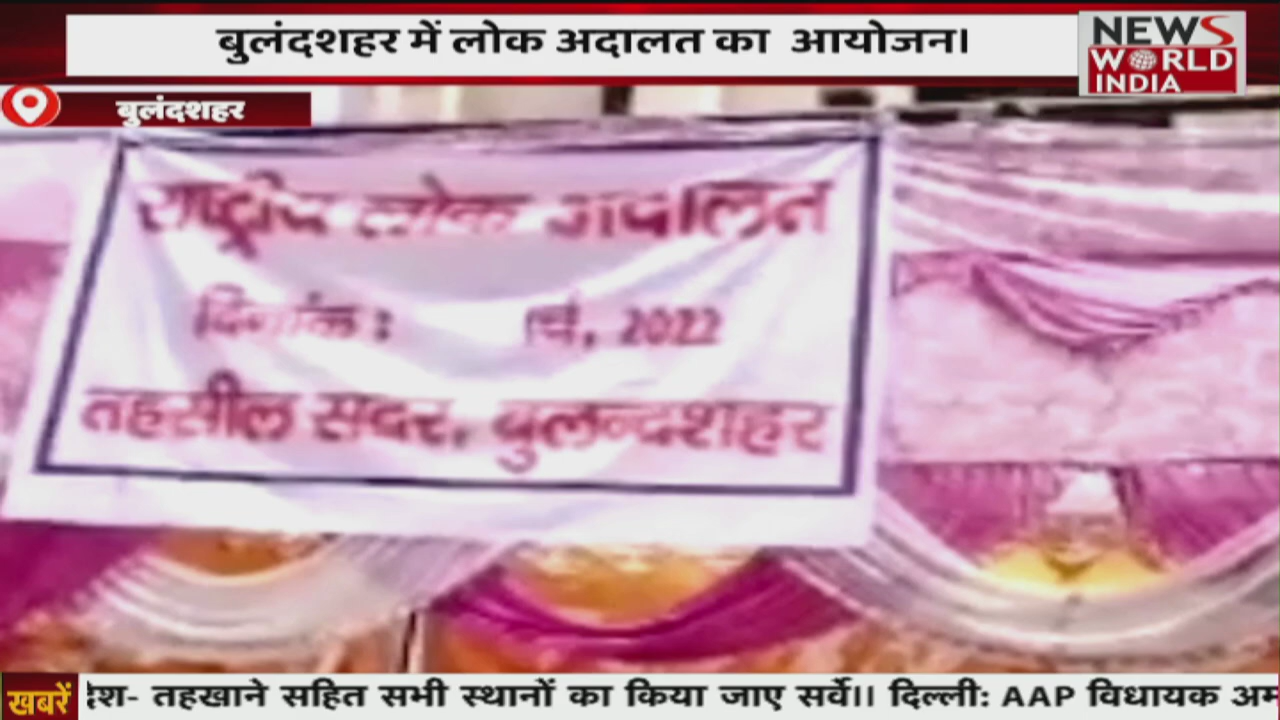 बुलंदशहर में लोक अदालत का आयोजन।
NEWS
WORLD
INDIA
बुलंदशहर
राष्ट्रीय लोक अदालत
दिनांक : 2022
तहसील सदर, बुलन्दशहर
खबरें
देश- तहखाने सहित सभी स्थानों का किया जाए सर्वे।। दिल्ली: AAP विधायक